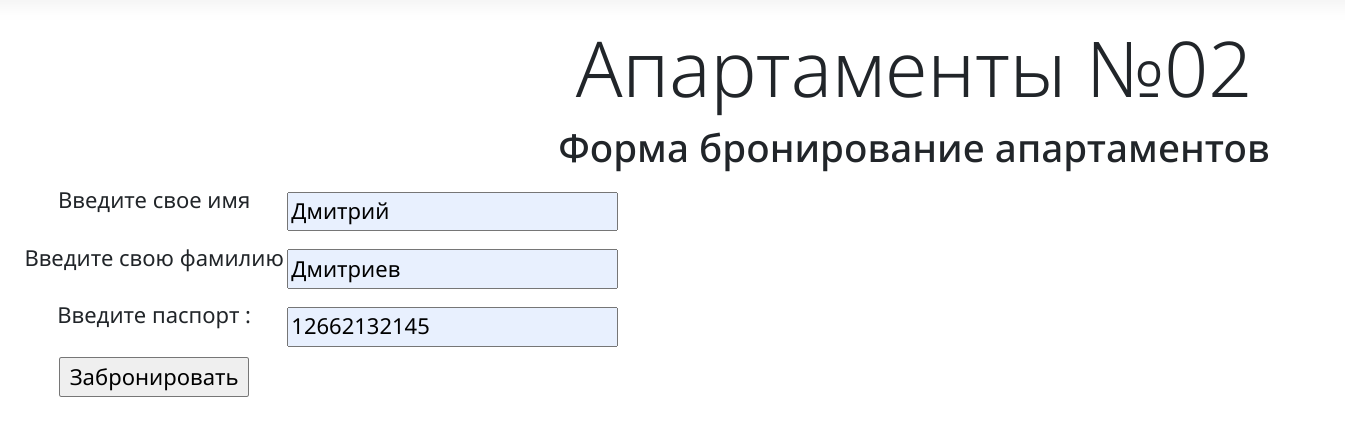 Апартаменты №02
Форма бронирование апартаментов
Введите свое имя Дмитрий
Введите свою фамилию Дмитриев
Введите паспорт : 12662132145
Забронировать